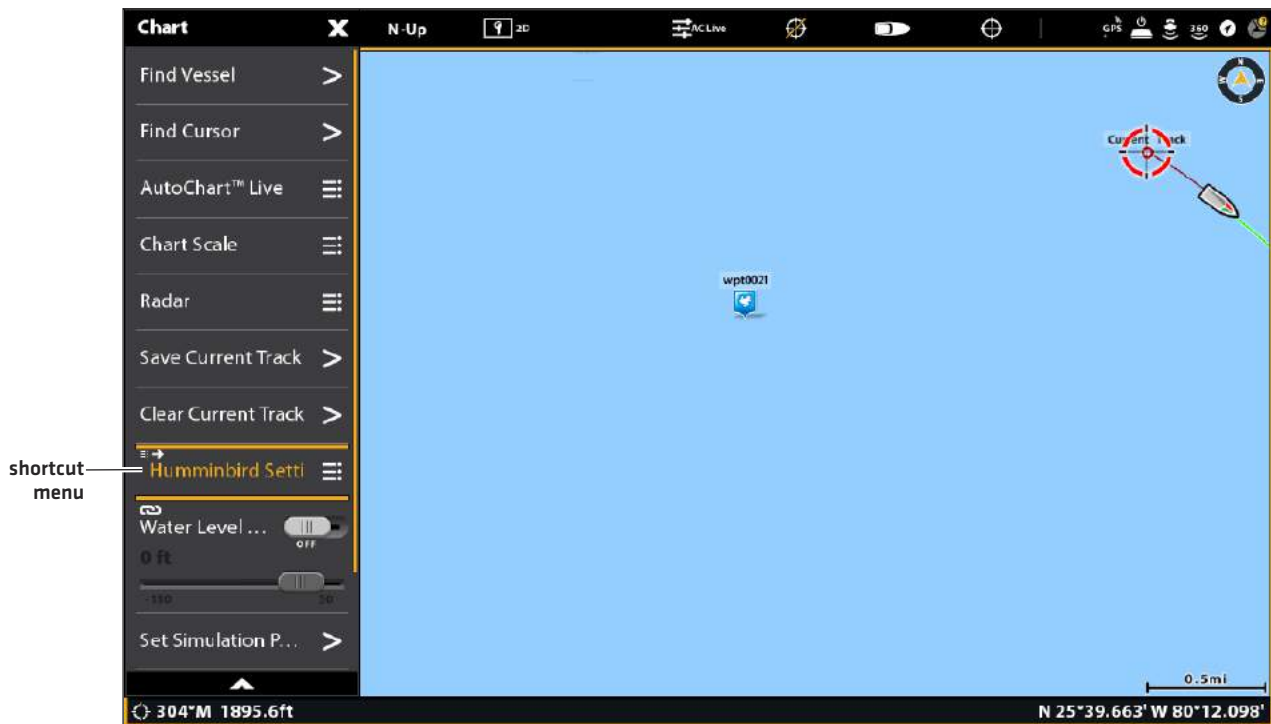 Chart
N-Up
2D
AC Live
GPS
360
Find Vessel
Find Cursor
AutoChart™ Live
Chart Scale
Radar
Save Current Track
Clear Current Track
shortcut
menu
Humminbird Setti
Water Level ...
OFF
0 ft
-150
50
Set Simulation P...
N
W
E
S
Current Track
wpt0021
0.5mi
304°M 1895.6ft
N 25°39.663' W 80°12.098'